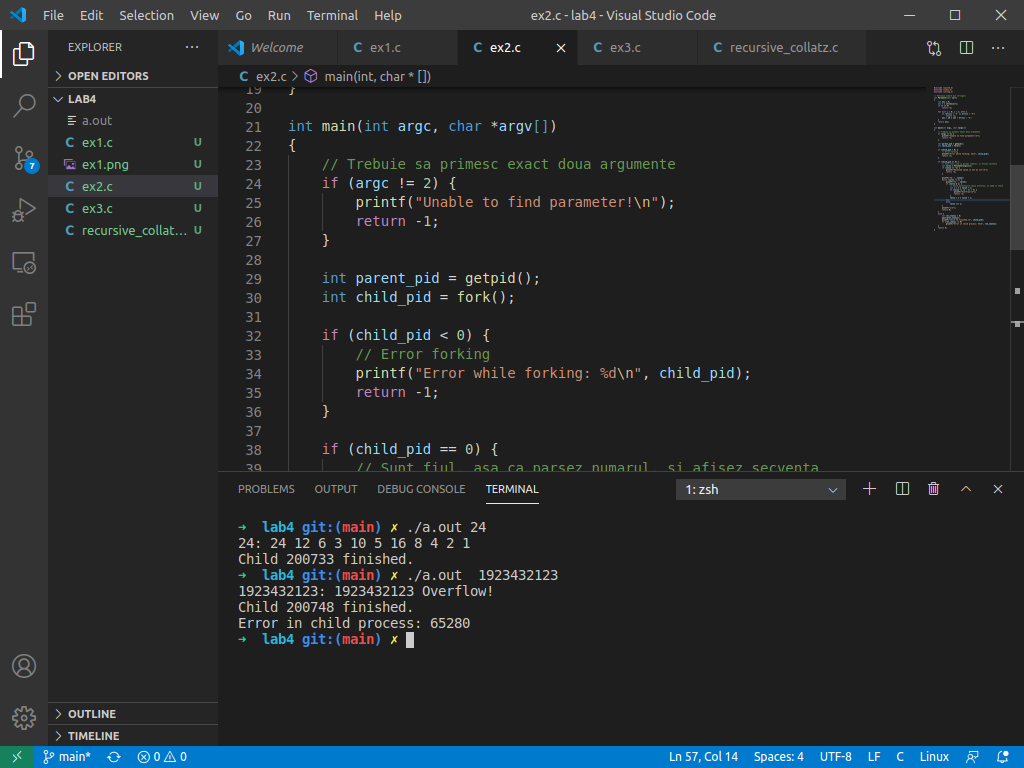 File Edit Selection View Go Run Terminal Help ex2.c - lab4 - Visual Studio Code
EXPLORER ...
Welcome ex1.c ex2.c ex3.c recursive_collatz.c
ex2.c > main(int, char * [])
OPEN EDITORS
LAB4
a.out
ex1.c U
ex1.png U
ex2.c U
ex3.c U
recursive_collat... U
7
OUTLINE
TIMELINE
19 }
20
21 int main(int argc, char *argv[])
22 {
23 // Trebuie sa primesc exact doua argumente
24 if (argc != 2) {
25 printf("Unable to find parameter!\n");
26 return -1;
27 }
28
29 int parent_pid = getpid();
30 int child_pid = fork();
31
32 if (child_pid < 0) {
33 // Error forking
34 printf("Error while forking: %d\n", child_pid);
35 return -1;
36 }
37
38 if (child_pid == 0) {
39 // Sunt fiul, asa ca parsez numarul, si afisez secventa
PROBLEMS OUTPUT DEBUG CONSOLE TERMINAL 1: zsh
➜ lab4 git:(main) ✗ ./a.out 24
24: 24 12 6 3 10 5 16 8 4 2 1
Child 200733 finished.
➜ lab4 git:(main) ✗ ./a.out  1923432123
1923432123: 1923432123 Overflow!
Child 200748 finished.
Error in child process: 65280
➜ lab4 git:(main) ✗
main* 0 0 Ln 57, Col 14 Spaces: 4 UTF-8 LF C Linux